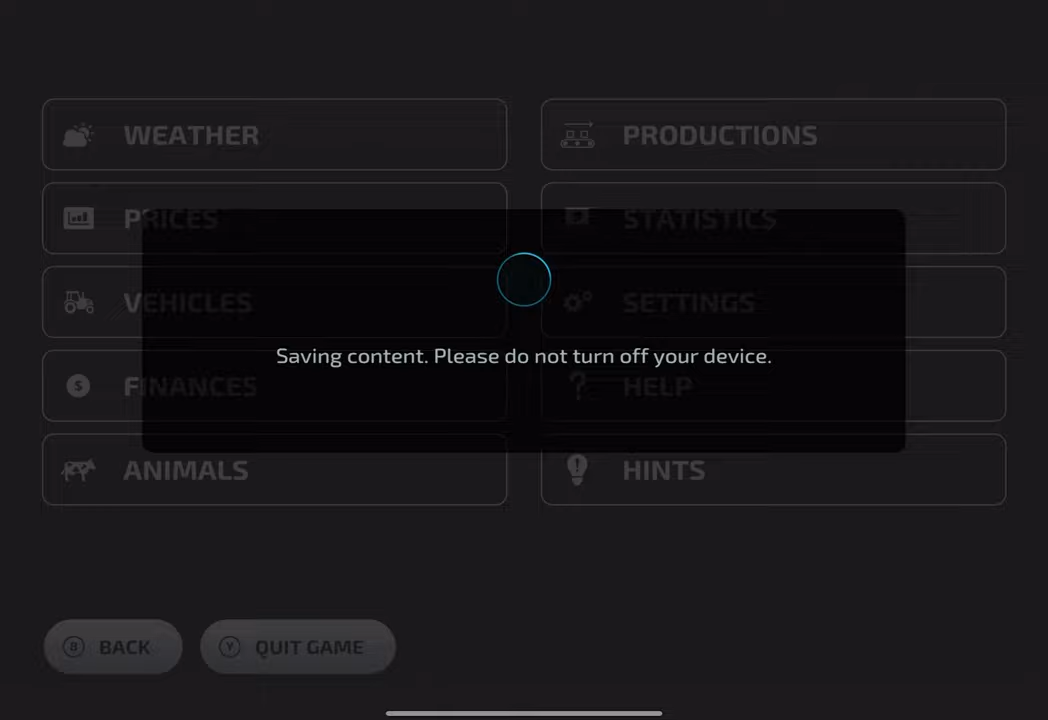 WEATHER
PRODUCTIONS
PRICES
STATISTICS
VEHICLES
SETTINGS
Saving content. Please do not turn off your device.
FINANCES
HELP
ANIMALS
HINTS
B BACK
Y QUIT GAME